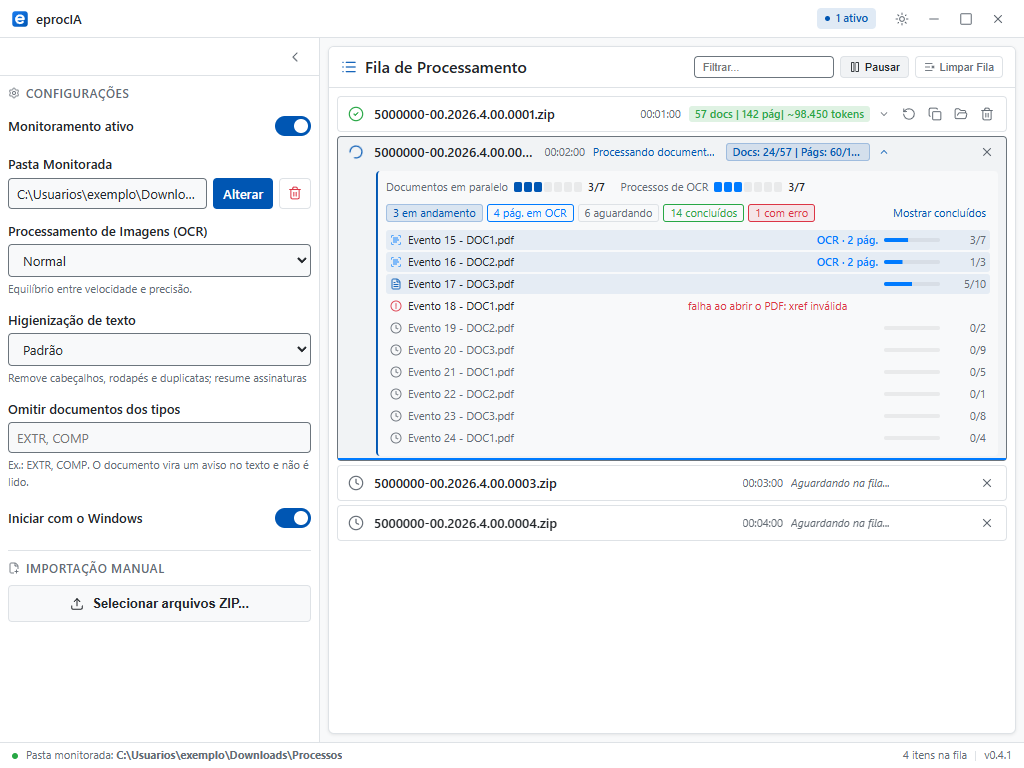 eprocIA
1 ativo
CONFIGURAÇÕES
Monitoramento ativo
Pasta Monitorada
C:\Usuarios\exemplo\Downlo...
Alterar
Processamento de Imagens (OCR)
Normal
Equilíbrio entre velocidade e precisão.
Higienização de texto
Padrão
Remove cabeçalhos, rodapés e duplicatas; resume assinaturas
Omitir documentos dos tipos
EXTR, COMP
Ex.: EXTR, COMP. O documento vira um aviso no texto e não é
lido.
Iniciar com o Windows
IMPORTAÇÃO MANUAL
Selecionar arquivos ZIP...
Fila de Processamento
Filtrar...
Pausar
Limpar Fila
5000000-00.2026.4.00.0001.zip 00:01:00 57 docs | 142 pág| ~98.450 tokens
5000000-00.2026.4.00.00... 00:02:00 Processando document... Docs: 24/57 | Págs: 60/1...
Documentos em paralelo 3/7 Processos de OCR 3/7
3 em andamento 4 pág. em OCR 6 aguardando 14 concluídos 1 com erro Mostrar concluídos
Evento 15 - DOC1.pdf OCR · 2 pág. 3/7
Evento 16 - DOC2.pdf OCR · 2 pág. 1/3
Evento 17 - DOC3.pdf 5/10
Evento 18 - DOC1.pdf falha ao abrir o PDF: xref inválida
Evento 19 - DOC2.pdf 0/2
Evento 20 - DOC3.pdf 0/9
Evento 21 - DOC1.pdf 0/5
Evento 22 - DOC2.pdf 0/1
Evento 23 - DOC3.pdf 0/8
Evento 24 - DOC1.pdf 0/4
5000000-00.2026.4.00.0003.zip 00:03:00 Aguardando na fila...
5000000-00.2026.4.00.0004.zip 00:04:00 Aguardando na fila...
Pasta monitorada: C:\Usuarios\exemplo\Downloads\Processos
4 itens na fila v0.4.1